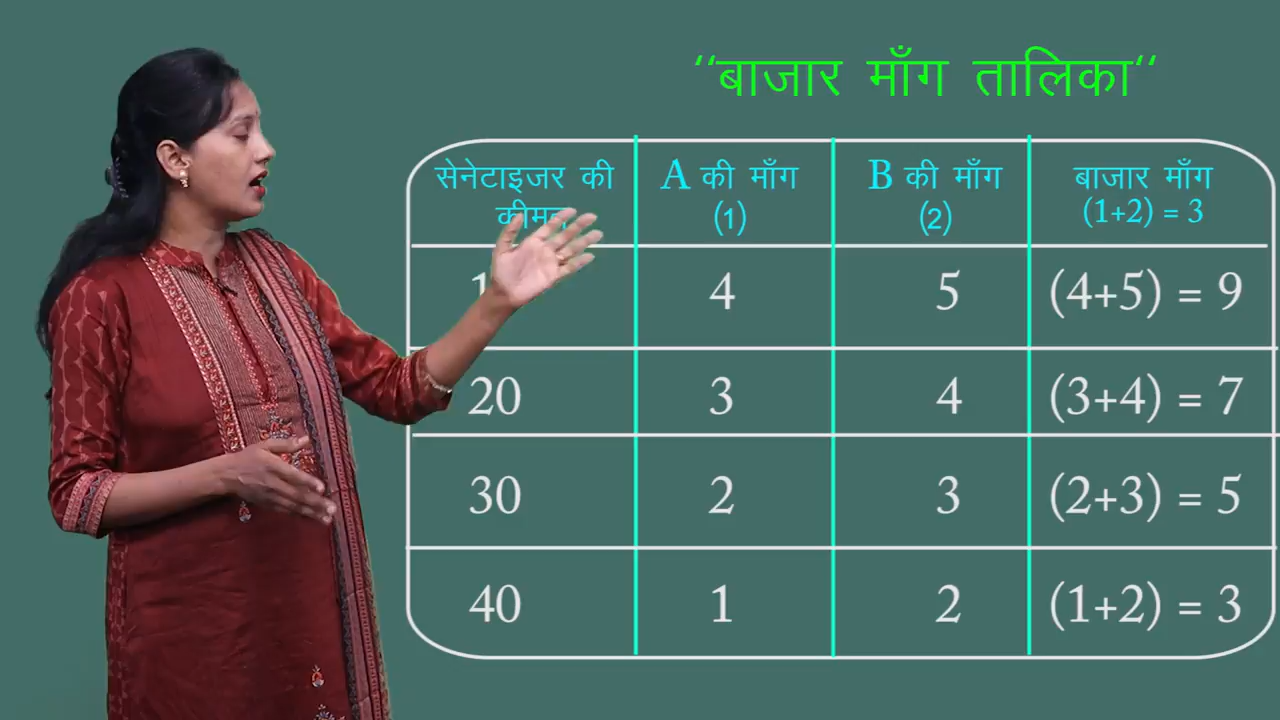 ‘‘बाजार माँग तालिका‘‘
सेनेटाइजर की A की माँग B की माँग बाजार माँग
(1) (2) (1+2) = 3
4 5 (4+5) = 9
20 3 4 (3+4) = 7
30 2 3 (2+3) = 5
40 1 2 (1+2) = 3